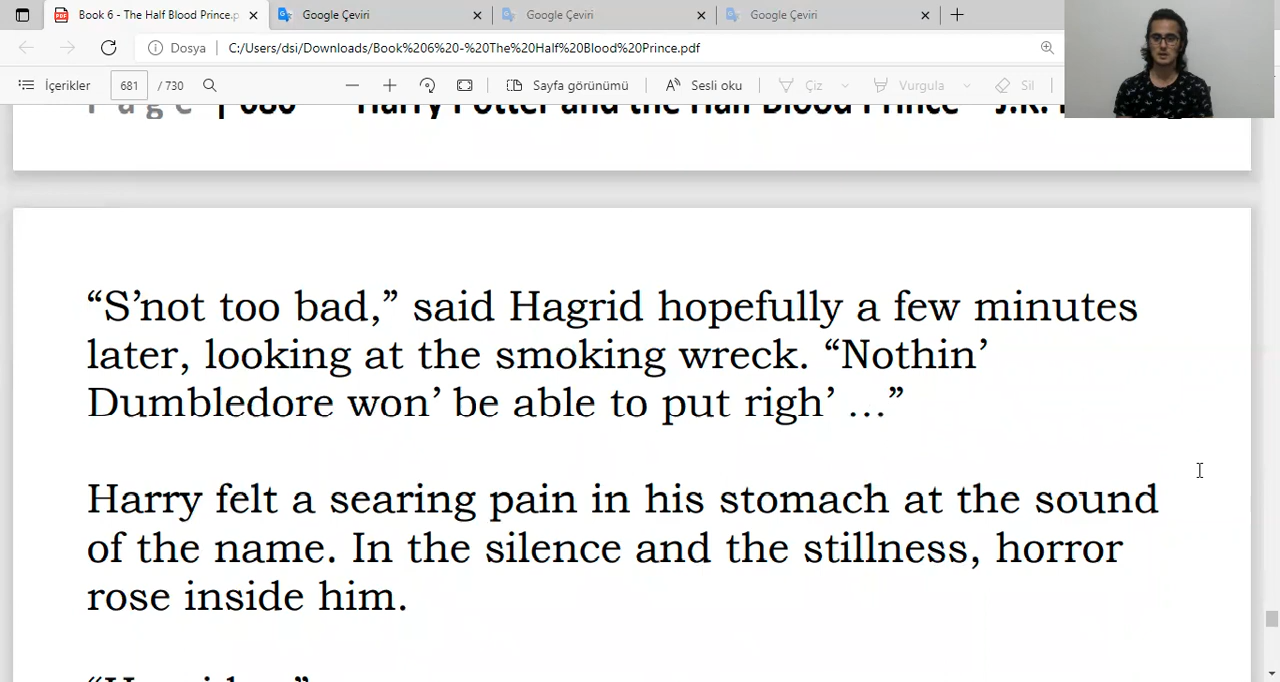 Book 6 - The Half Blood Prince.p
Google Çeviri
Google Çeviri
Google Çeviri
Dosya
C:/Users/dsi/Downloads/Book%206%20-%20The%20Half%20Blood%20Prince.pdf
İçerikler
681
/ 730
Sayfa görünümü
Sesli oku
Çiz
Vurgula
Sil
Page | 680 Harry Potter and the Half Blood Prince – J.K.
“S’not too bad,” said Hagrid hopefully a few minutes
later, looking at the smoking wreck. “Nothin’
Dumbledore won’ be able to put righ’ …”
Harry felt a searing pain in his stomach at the sound
of the name. In the silence and the stillness, horror
rose inside him.